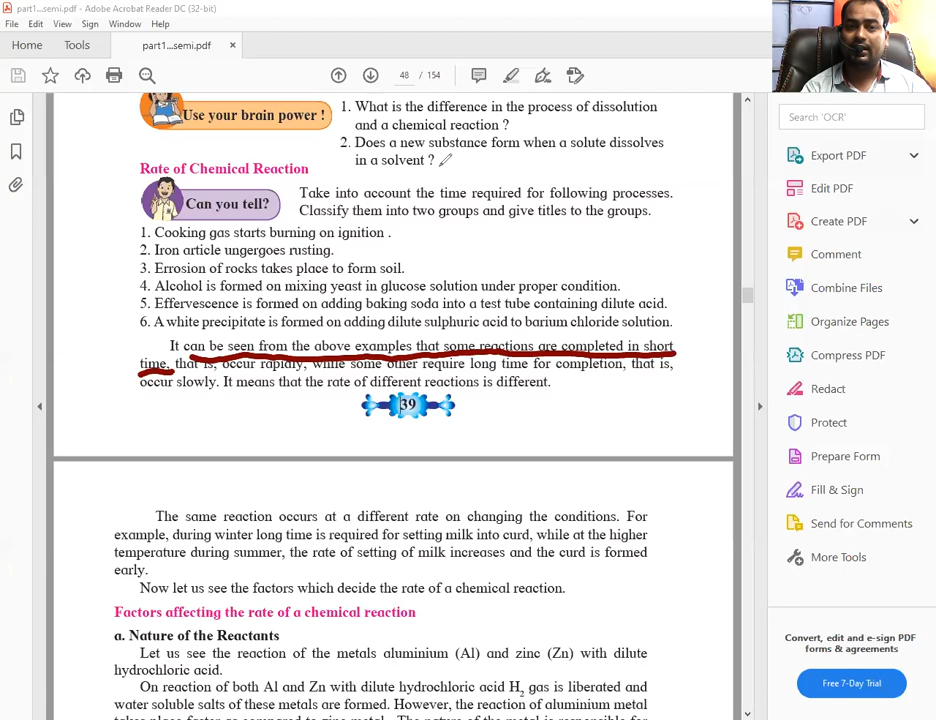 part1...semi.pdf - Adobe Acrobat Reader DC (32-bit)
File Edit View Sign Window Help
Home Tools part1...semi.pdf ×
48 / 154
Search 'OCR'
Export PDF
Edit PDF
Create PDF
Comment
Combine Files
Organize Pages
Compress PDF
Redact
Protect
Prepare Form
Fill & Sign
Send for Comments
More Tools
Convert, edit and e-sign PDF
forms & agreements
Free 7-Day Trial
Use your brain power !
1. What is the difference in the process of dissolution
and a chemical reaction ?
2. Does a new substance form when a solute dissolves
in a solvent ?
Rate of Chemical Reaction
Can you tell?
Take into account the time required for following processes.
Classify them into two groups and give titles to the groups.
1. Cooking gas starts burning on ignition .
2. Iron article undergoes rusting.
3. Errosion of rocks takes place to form soil.
4. Alcohol is formed on mixing yeast in glucose solution under proper condition.
5. Effervescence is formed on adding baking soda into a test tube containing dilute acid.
6. A white precipitate is formed on adding dilute sulphuric acid to barium chloride solution.
It can be seen from the above examples that some reactions are completed in short
time, that is, occur rapidly, while some other require long time for completion, that is,
occur slowly. It means that the rate of different reactions is different.
39
The same reaction occurs at a different rate on changing the conditions. For
example, during winter long time is required for setting milk into curd, while at the higher
temperature during summer, the rate of setting of milk increases and the curd is formed
early.
Now let us see the factors which decide the rate of a chemical reaction.
Factors affecting the rate of a chemical reaction
a. Nature of the Reactants
Let us see the reaction of the metals aluminium (Al) and zinc (Zn) with dilute
hydrochloric acid.
On reaction of both Al and Zn with dilute hydrochloric acid H2 gas is liberated and
water soluble salts of these metals are formed. However, the reaction of aluminium metal
takes place faster as compared to zinc metal. The nature of the metal is responsible for